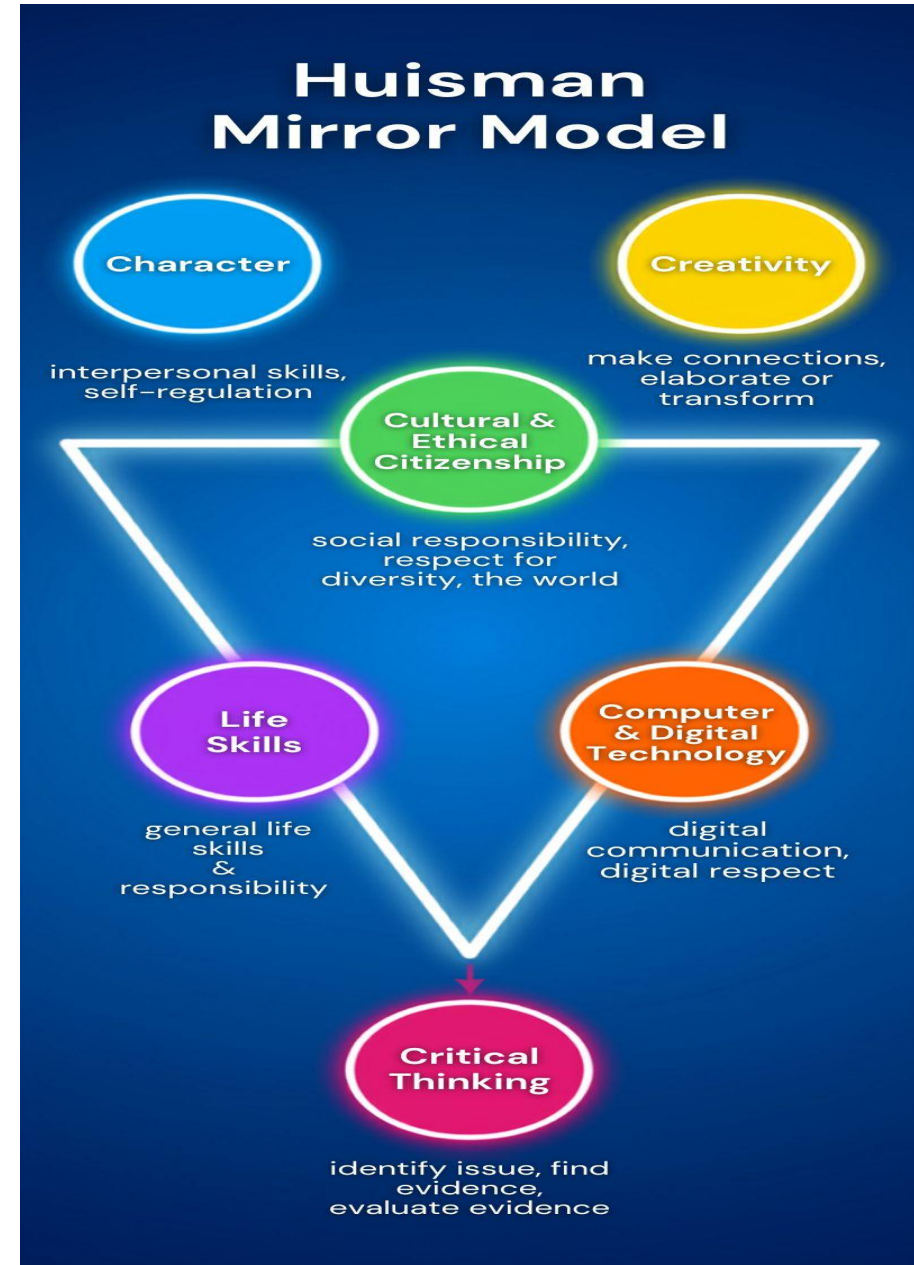 Huisman
Mirror Model
Character
Creativity
interpersonal skills,
self-regulation
make connections,
elaborate or
transform
Cultural &
Ethical
Citizenship
social responsibility,
respect for
diversity, the world
Life
Skills
Computer
& Digital
Technology
general life
skills
&
responsibility
digital
communication,
digital respect
Critical
Thinking
identify issue, find
evidence,
evaluate evidence